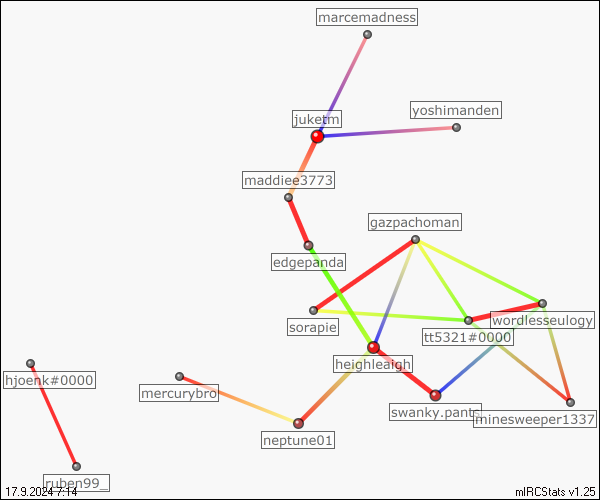 marcemadness
yoshimanden
juketm
maddiee3773
gazpachoman
edgepanda
sorapie
wordlesseulogy
tt5321#0000
heighleaigh
hjoenk#0000
mercurybro
swanky.pants
minesweeper1337
neptune01
ruben99_
17.9.2024 7:14
mIRCStats v1.25